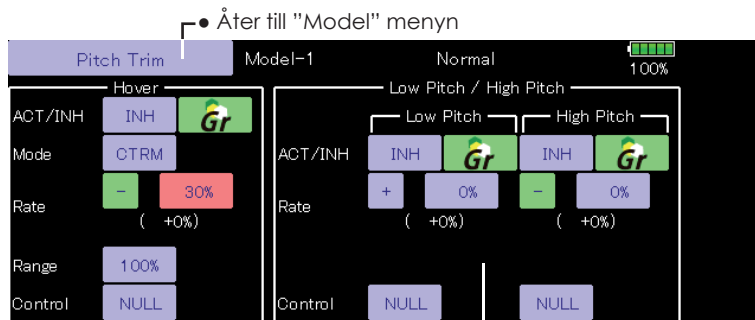 ● Åter till ”Model” menyn
Pitch Trim Model-1 Normal 100%
Hover
ACT/INH INH Gr
Mode CTRM
Rate - 30%
( +0%)
Range 100%
Control NULL
Low Pitch / High Pitch
Low Pitch High Pitch
ACT/INH INH Gr INH Gr
Rate + 0% - 0%
( +0%) ( +0%)
Control NULL NULL